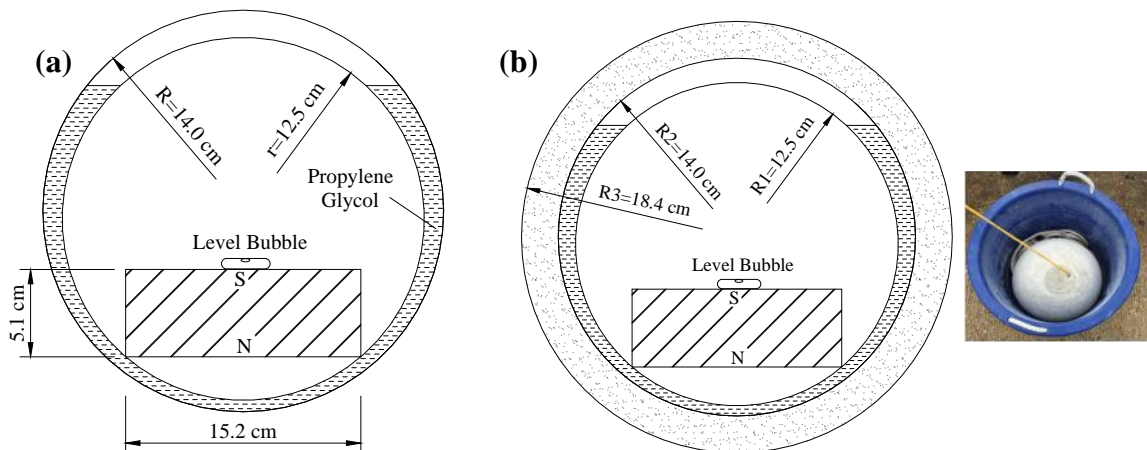 (a)
R=14.0 cm
r=12.5 cm
Propylene
Glycol
Level Bubble
S
N
5.1 cm
15.2 cm
(b)
R2=14.0 cm
R1=12.5 cm
R3=18.4 cm
Level Bubble
S
N